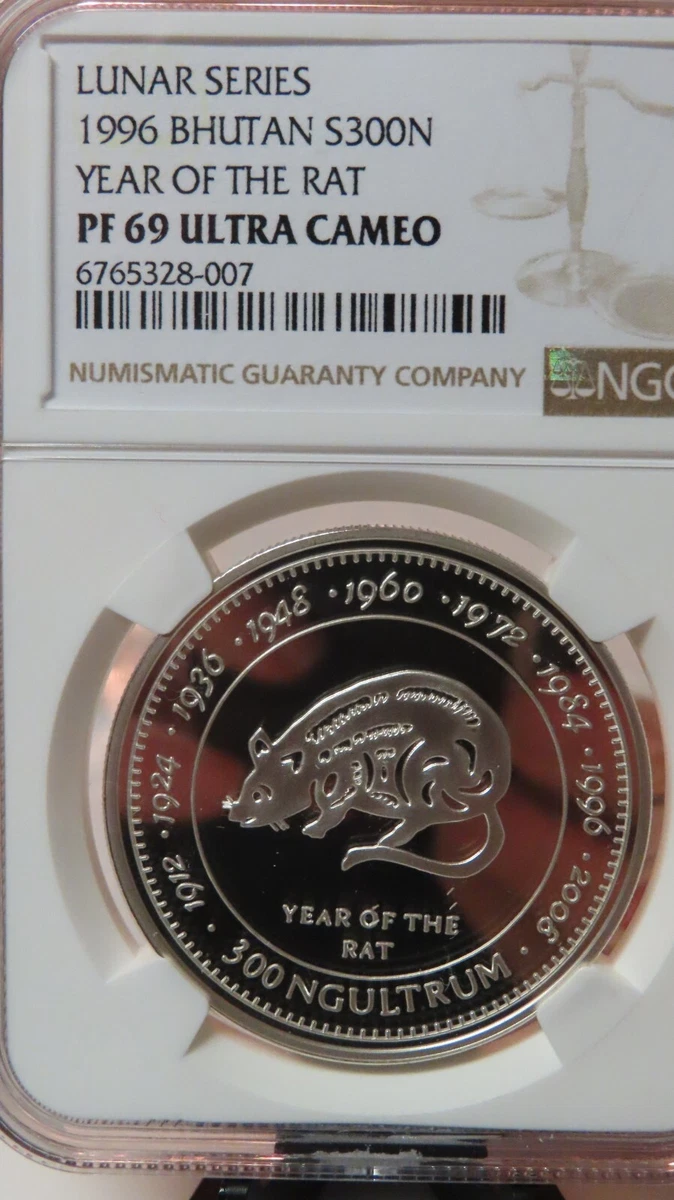 LUNAR SERIES
1996 BHUTAN S300N
YEAR OF THE RAT
PF 69 ULTRA CAMEO
6765328-007
NUMISMATIC GUARANTY COMPANY
NGC
1912 · 1924 · 1936 · 1948 · 1960 · 1972 · 1984 · 1996 · 2008
YEAR OF THE
RAT
300 NGULTRUM